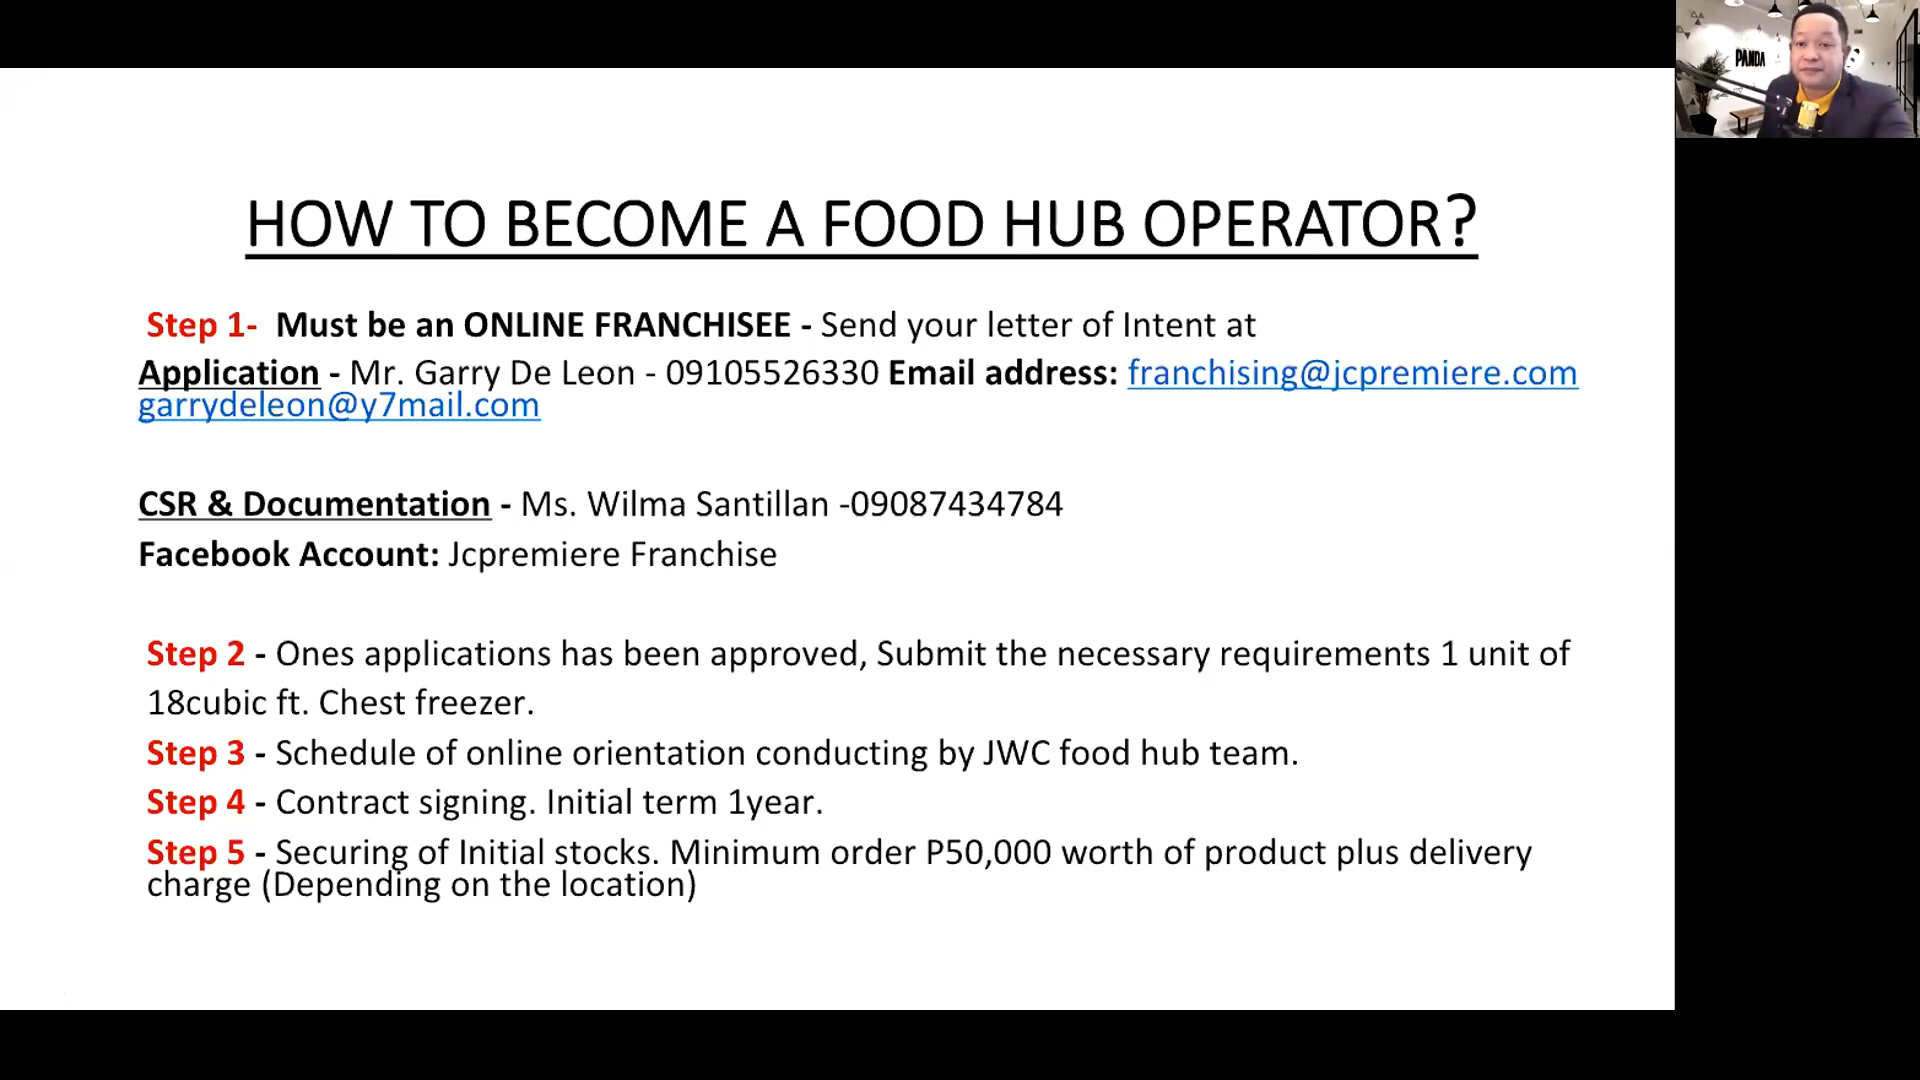 PANDA
HOW TO BECOME A FOOD HUB OPERATOR?
Step 1- Must be an ONLINE FRANCHISEE - Send your letter of Intent at
Application - Mr. Garry De Leon - 09105526330 Email address: franchising@jcpremiere.com
garrydeleon@y7mail.com
CSR & Documentation - Ms. Wilma Santillan -09087434784
Facebook Account: Jcpremiere Franchise
Step 2 - Ones applications has been approved, Submit the necessary requirements 1 unit of
18cubic ft. Chest freezer.
Step 3 - Schedule of online orientation conducting by JWC food hub team.
Step 4 - Contract signing. Initial term 1year.
Step 5 - Securing of Initial stocks. Minimum order P50,000 worth of product plus delivery
charge (Depending on the location)